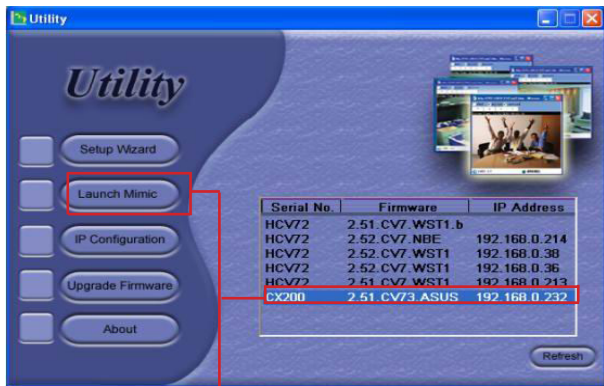 Utility
Utility
Setup Wizard
Launch Mimic
IP Configuration
Upgrade Firmware
About
Serial No. Firmware IP Address
HCV72 2.51.CV7.WST1.b
HCV72 2.52.CV7.NBE 192.168.0.214
HCV72 2.52.CV7.WST1 192.168.0.38
HCV72 2.52.CV7.WST1 192.168.0.36
HCV72 2.51.CV7.WST1 192.168.0.213
CX200 2.51.CV73.ASUS 192.168.0.232
Refresh